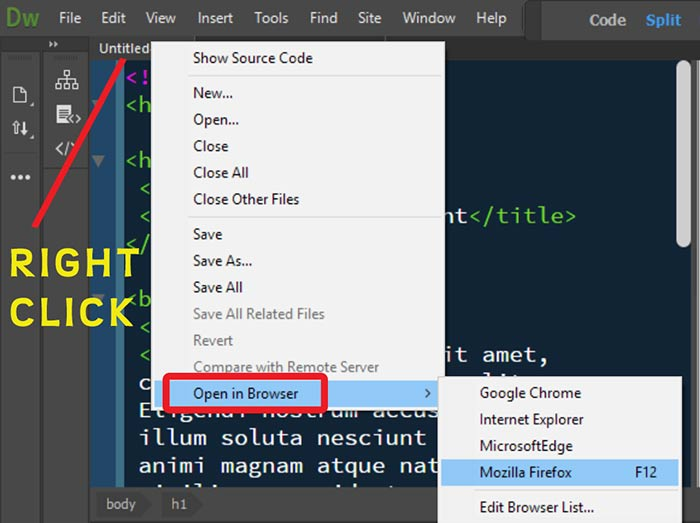 Dw File Edit View Insert Tools Find Site Window Help Code Split
Untitled
Show Source Code
New...
Open...
Close
Close All
Close Other Files
Save
Save As...
Save All
Save All Related Files
Revert
Compare with Remote Server
Open in Browser
Google Chrome
Internet Explorer
MicrosoftEdge
Mozilla Firefox F12
Edit Browser List...
RIGHT
CLICK
<!
<h
<h
<
< nt</title>
</
<b
<
< it amet,
c
Eligendi nostrum accus
illum soluta nesciunt
animi magnam atque nat
body h1